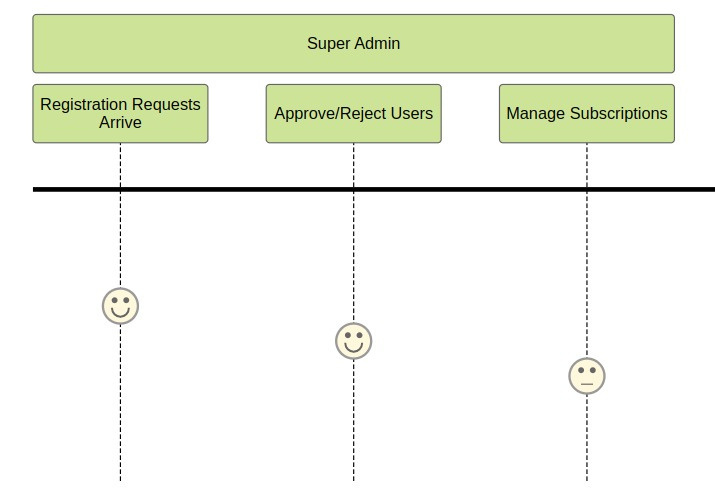 Super Admin
Registration Requests
Arrive
Approve/Reject Users
Manage Subscriptions